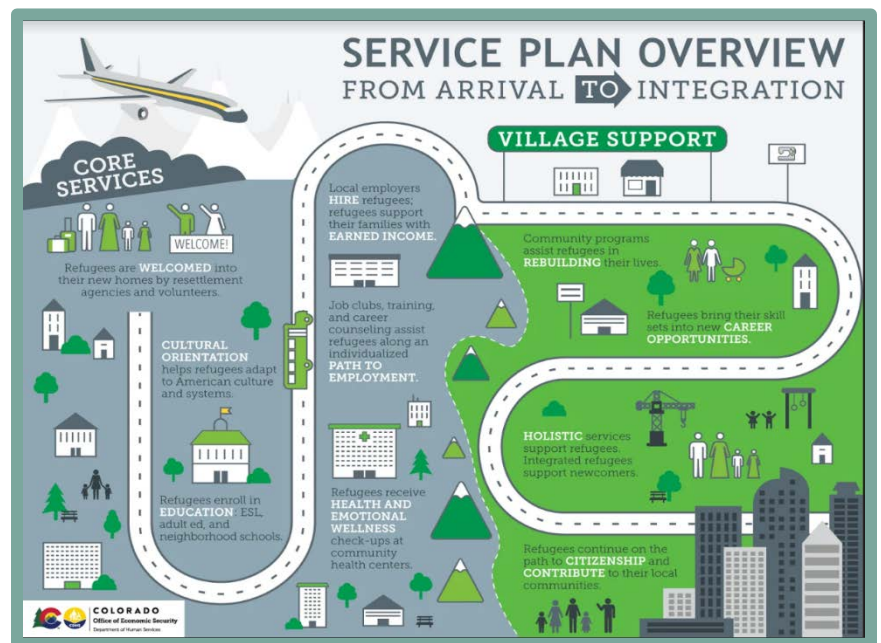 SERVICE PLAN OVERVIEW
FROM ARRIVAL TO INTEGRATION
CORE
SERVICES
WELCOME!
Refugees are WELCOMED into
their new homes by resettlement
agencies and volunteers.
CULTURAL
ORIENTATION
helps refugees adapt
to American culture
and systems.
Refugees enroll in
EDUCATION: ESL,
adult ed, and
neighborhood schools.
Refugees receive
HEALTH AND
EMOTIONAL
WELLNESS
check-ups at
community
health centers.
Job clubs, training,
and career
counseling assist
refugees along an
individualized
PATH TO
EMPLOYMENT.
Local employers
HIRE refugees;
refugees support
their families with
EARNED INCOME.
VILLAGE SUPPORT
Community programs
assist refugees in
REBUILDING their lives.
Refugees bring their skill
sets into new CAREER
OPPORTUNITIES.
HOLISTIC services
support refugees.
Integrated refugees
support newcomers.
Refugees continue on the
path to CITIZENSHIP and
CONTRIBUTE to their local
communities.
COLORADO
Office of Economic Security
Department of Human Services